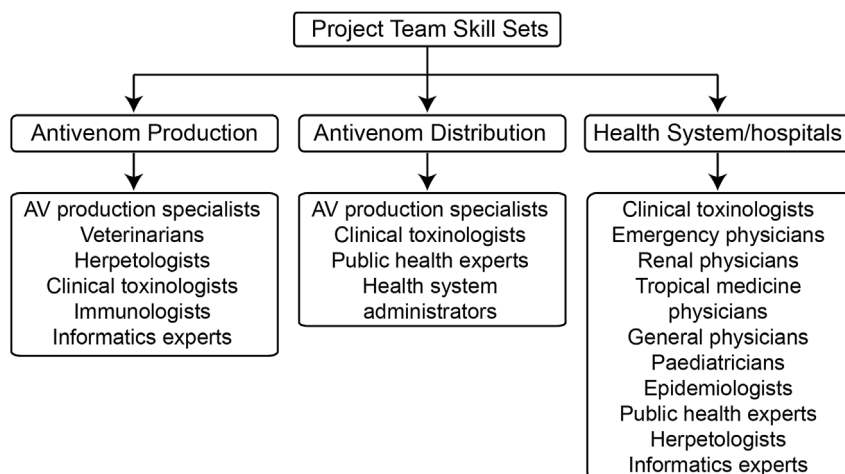 Project Team Skill Sets
Antivenom Production
Antivenom Distribution
Health System/hospitals
AV production specialists
Veterinarians
Herpetologists
Clinical toxinologists
Immunologists
Informatics experts
AV production specialists
Clinical toxinologists
Public health experts
Health system
administrators
Clinical toxinologists
Emergency physicians
Renal physicians
Tropical medicine
physicians
General physicians
Paediatricians
Epidemiologists
Public health experts
Herpetologists
Informatics experts